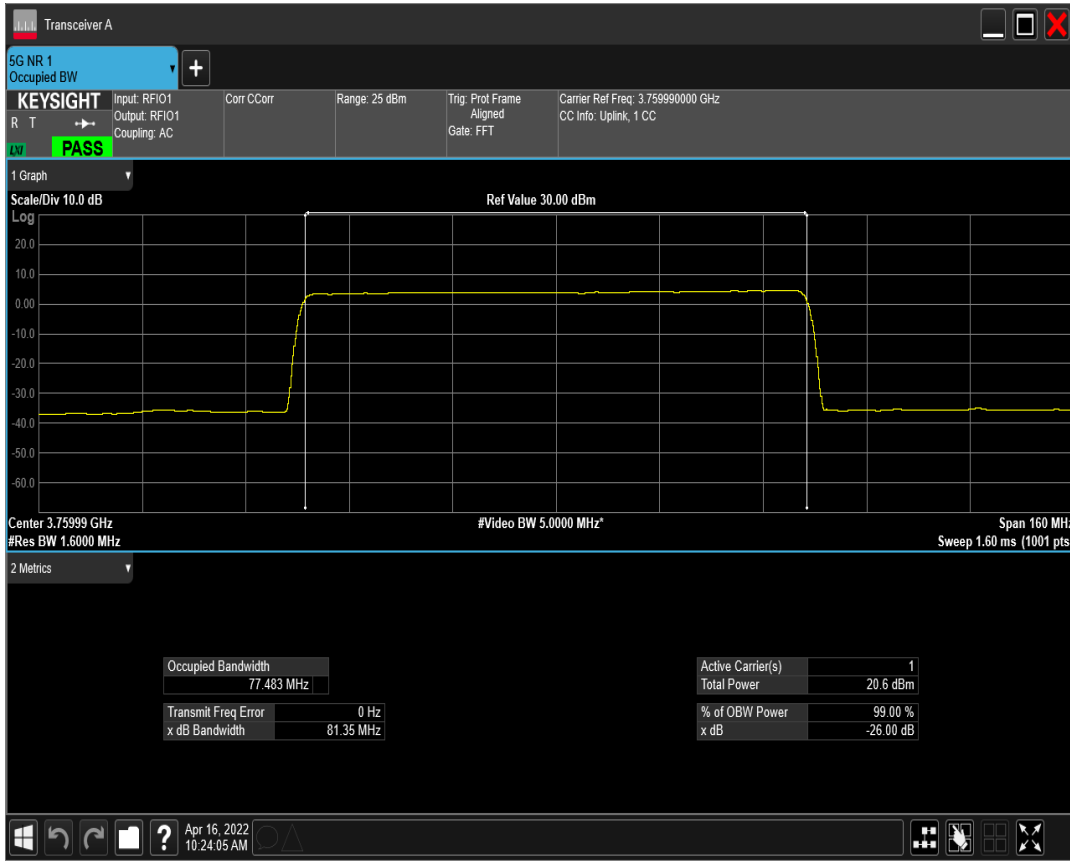 Transceiver A
5G NR 1
Occupied BW
KEYSIGHT
R T
LXI
PASS
Input: RFIO1
Output: RFIO1
Coupling: AC
Corr CCorr
Range: 25 dBm
Trig: Prot Frame
Aligned
Gate: FFT
Carrier Ref Freq: 3.759990000 GHz
CC Info: Uplink, 1 CC
1 Graph
Scale/Div 10.0 dB
Ref Value 30.00 dBm
Log
20.0
10.0
0.00
-10.0
-20.0
-30.0
-40.0
-50.0
-60.0
Center 3.75999 GHz
#Video BW 5.0000 MHz*
Span 160 MHz
#Res BW 1.6000 MHz
Sweep 1.60 ms (1001 pts
2 Metrics
Occupied Bandwidth
77.483 MHz
Transmit Freq Error 0 Hz
x dB Bandwidth 81.35 MHz
Active Carrier(s) 1
Total Power 20.6 dBm
% of OBW Power 99.00 %
x dB -26.00 dB
?
Apr 16, 2022
10:24:05 AM